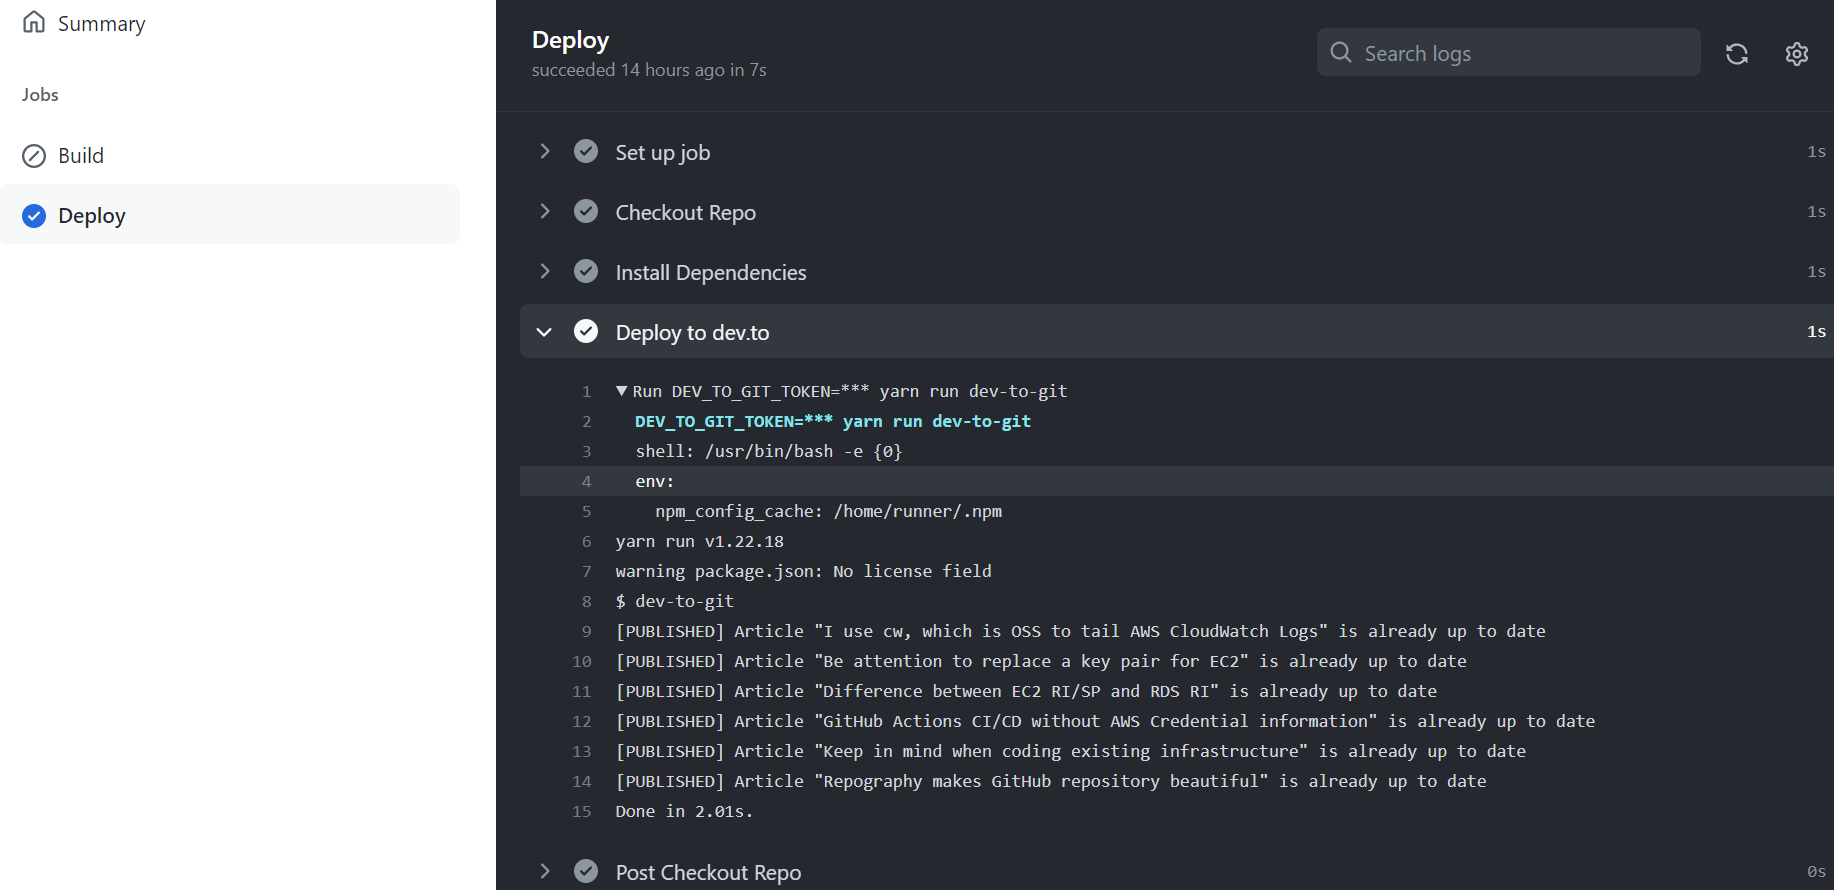 Summary
Jobs
Build
Deploy
Deploy
succeeded 14 hours ago in 7s
Search logs
Set up job 1s
Checkout Repo 1s
Install Dependencies 1s
Deploy to dev.to 1s
1 ▼ Run DEV_TO_GIT_TOKEN=*** yarn run dev-to-git
2 DEV_TO_GIT_TOKEN=*** yarn run dev-to-git
3 shell: /usr/bin/bash -e {0}
4 env:
5 npm_config_cache: /home/runner/.npm
6 yarn run v1.22.18
7 warning package.json: No license field
8 $ dev-to-git
9 [PUBLISHED] Article "I use cw, which is OSS to tail AWS CloudWatch Logs" is already up to date
10 [PUBLISHED] Article "Be attention to replace a key pair for EC2" is already up to date
11 [PUBLISHED] Article "Difference between EC2 RI/SP and RDS RI" is already up to date
12 [PUBLISHED] Article "GitHub Actions CI/CD without AWS Credential information" is already up to date
13 [PUBLISHED] Article "Keep in mind when coding existing infrastructure" is already up to date
14 [PUBLISHED] Article "Repography makes GitHub repository beautiful" is already up to date
15 Done in 2.01s.
Post Checkout Repo 0s